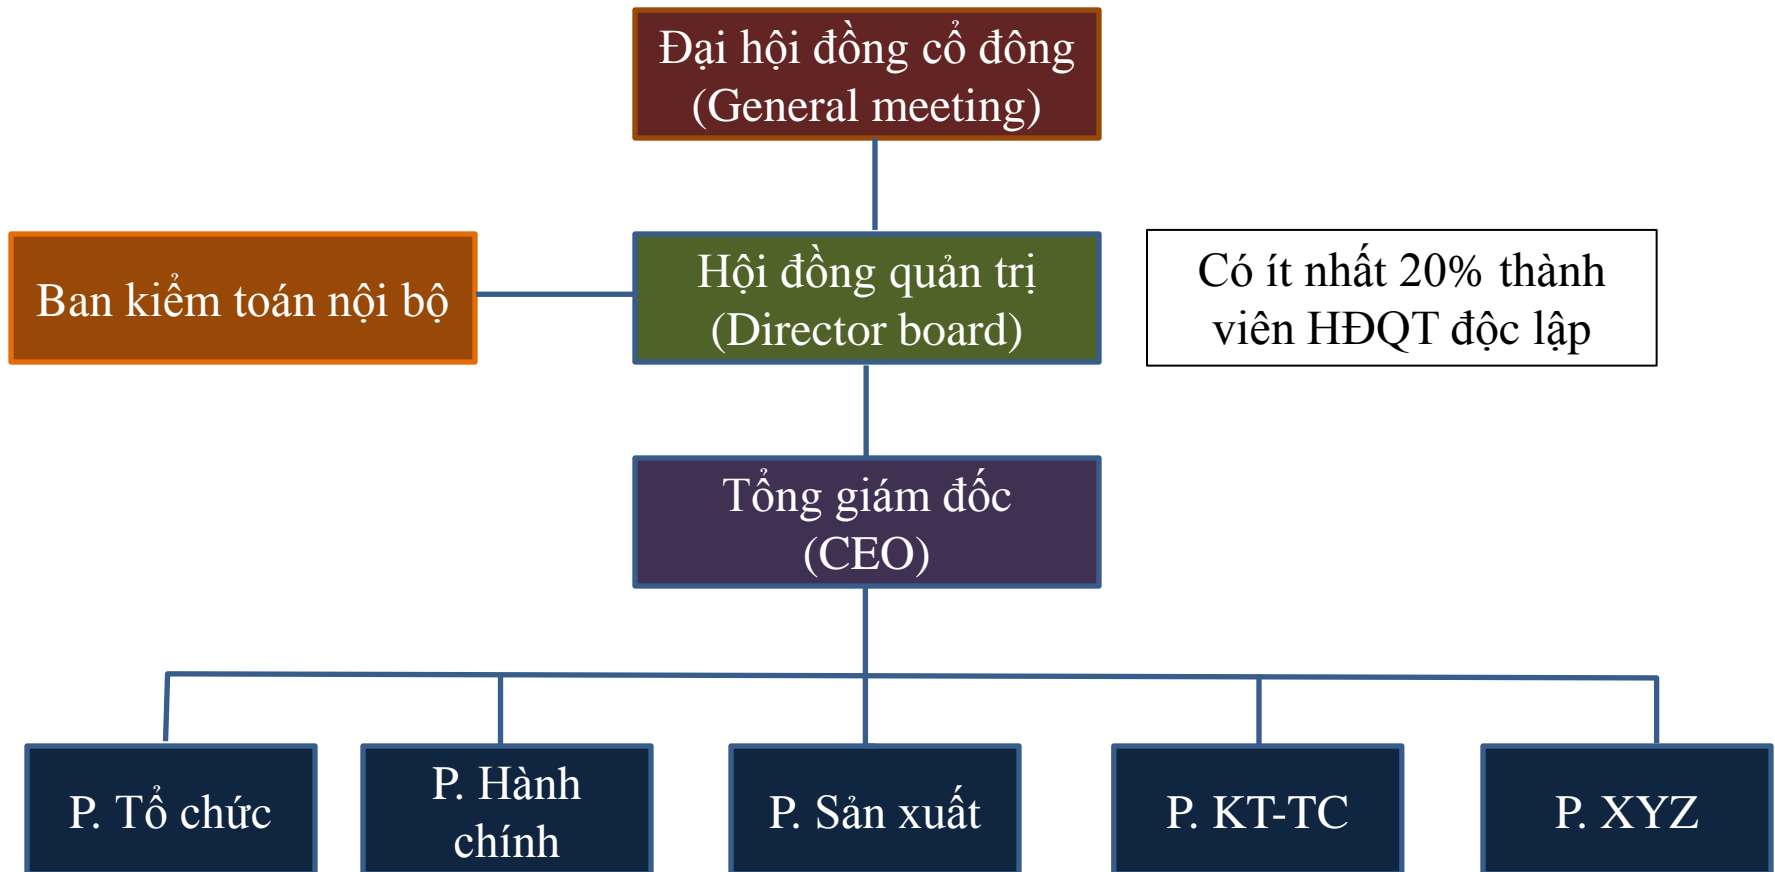 Đại hội đồng cổ đông
(General meeting)
Ban kiểm toán nội bộ
Hội đồng quản trị
(Director board)
Có ít nhất 20% thành
viên HĐQT độc lập
Tổng giám đốc
(CEO)
P. Tổ chức
P. Hành
chính
P. Sản xuất
P. KT-TC
P. XYZ